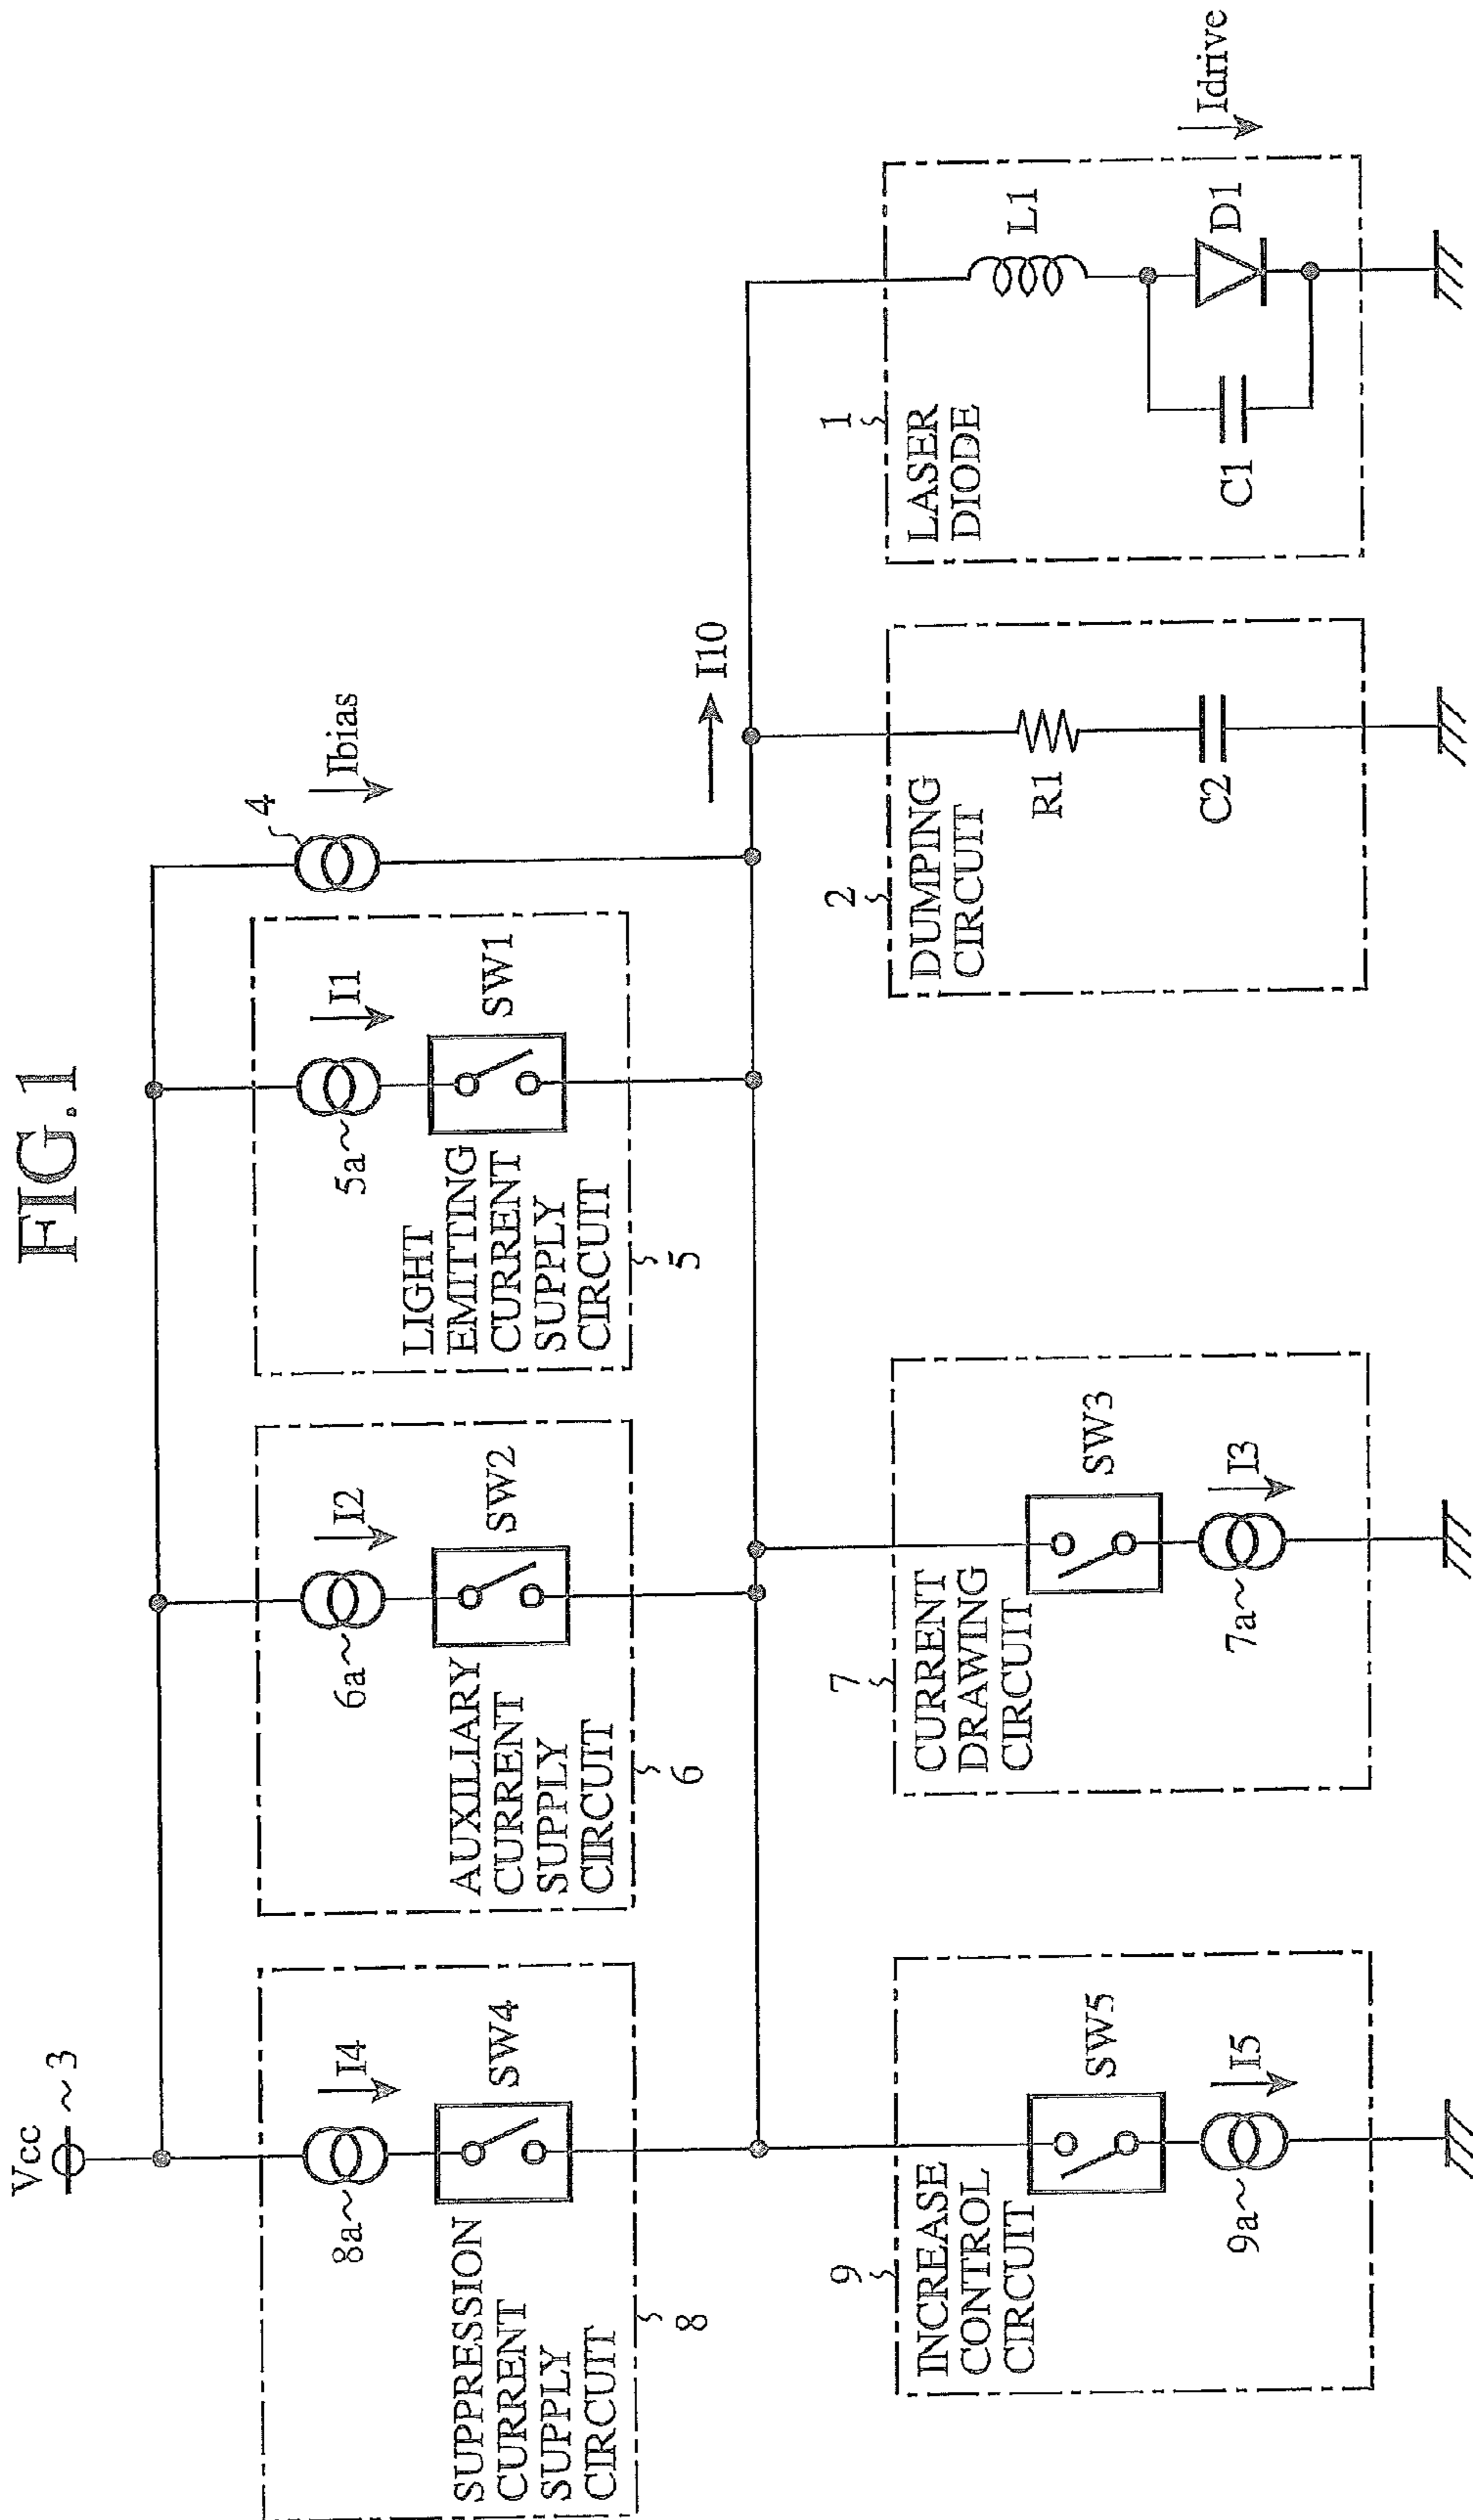 FIG.1
Vcc
3
8a
I4
SW4
SUPPRESSION
CURRENT
SUPPLY
CIRCUIT
8
6a
I2
SW2
AUXILIARY
CURRENT
SUPPLY
CIRCUIT
6
5a
I1
SW1
LIGHT
EMITTING
CURRENT
SUPPLY
CIRCUIT
5
4
Ibias
I10
9
INCREASE
CONTROL
CIRCUIT
SW5
9a
I5
7
CURRENT
DRAWING
CIRCUIT
SW3
7a
I3
2
DUMPING
CIRCUIT
R1
C2
1
LASER
DIODE
L1
C1
D1
Idrive